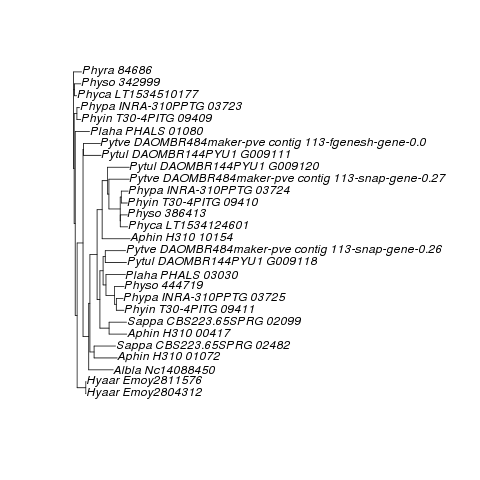 Phyra 84686
Physo 342999
Phyca LT1534510177
Phypa INRA-310PPTG 03723
Phyin T30-4PITG 09409
Plaha PHALS 01080
Pytve DAOMBR484maker-pve contig 113-fgenesh-gene-0.0
Pytul DAOMBR144PYU1 G009111
Pytul DAOMBR144PYU1 G009120
Pytve DAOMBR484maker-pve contig 113-snap-gene-0.27
Phypa INRA-310PPTG 03724
Phyin T30-4PITG 09410
Physo 386413
Phyca LT1534124601
Aphin H310 10154
Pytve DAOMBR484maker-pve contig 113-snap-gene-0.26
Pytul DAOMBR144PYU1 G009118
Plaha PHALS 03030
Physo 444719
Phypa INRA-310PPTG 03725
Phyin T30-4PITG 09411
Sappa CBS223.65SPRG 02099
Aphin H310 00417
Sappa CBS223.65SPRG 02482
Aphin H310 01072
Albla Nc14088450
Hyaar Emoy2811576
Hyaar Emoy2804312